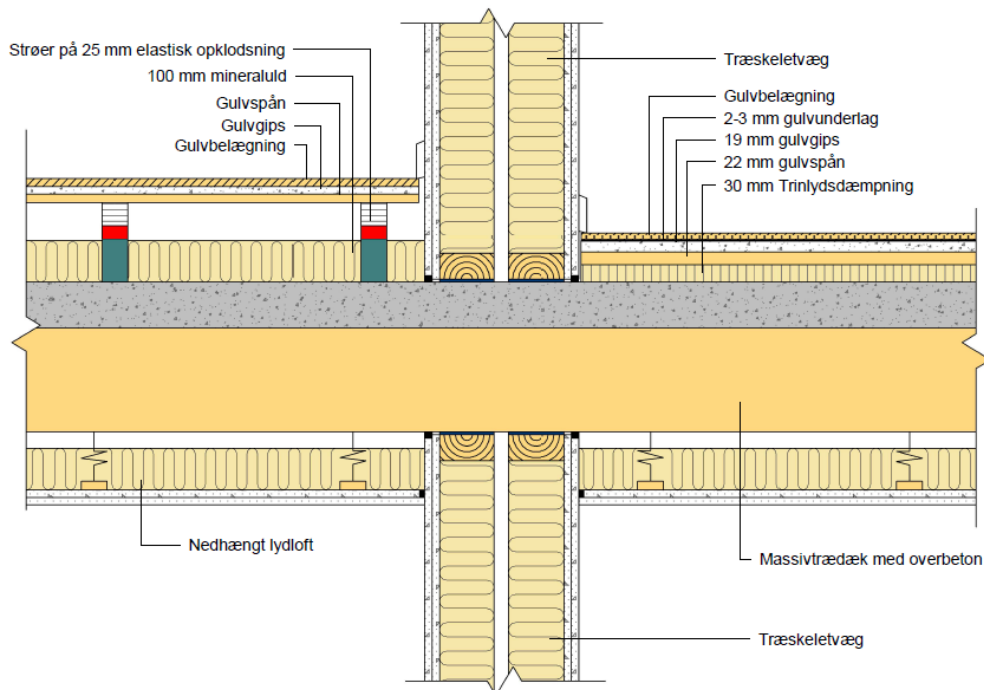 Strøer på 25 mm elastisk opklodsning
100 mm mineraluld
Gulvspån
Gulvgips
Gulvbelægning
Træskeletvæg
Gulvbelægning
2-3 mm gulvunderlag
19 mm gulvgips
22 mm gulvspån
30 mm Trinlydsdæmpning
Nedhængt lydloft
Massivtrædæk med overbeton
Træskeletvæg